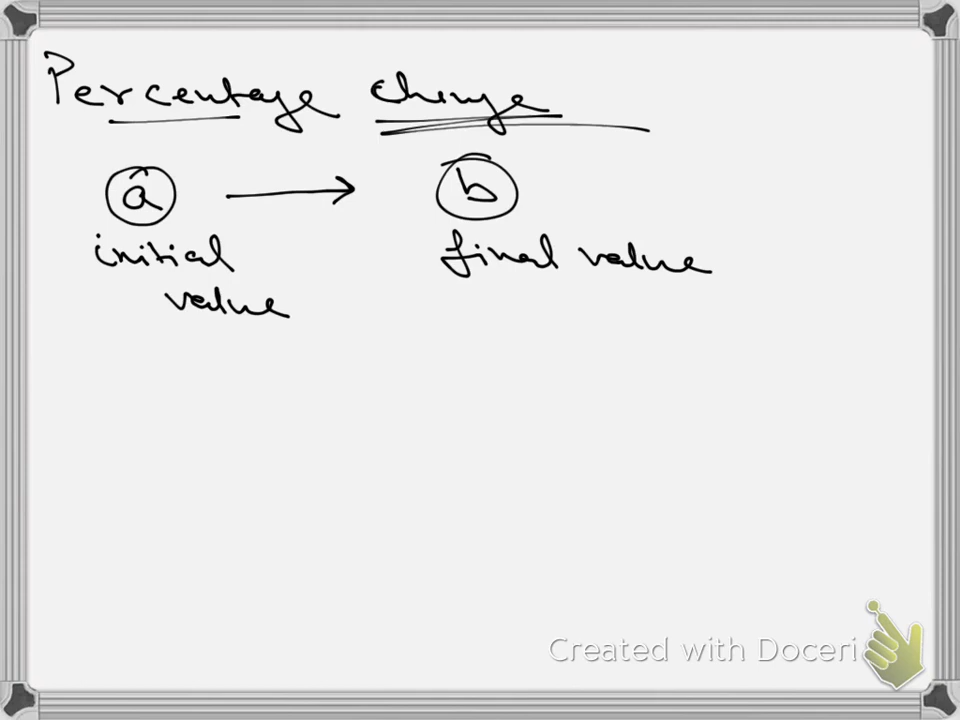 Percentage change
a → b
initial final value
value
Created with Doceri